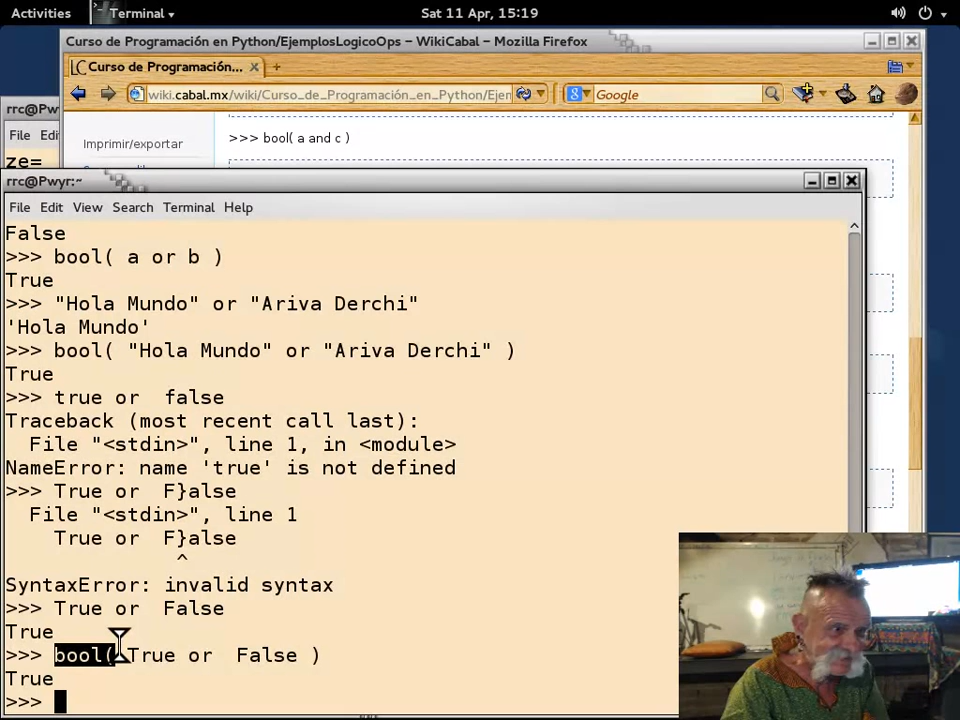 Activities
Terminal
Sat 11 Apr, 15:19
Curso de Programación en Python/EjemplosLogicoOps – WikiCabal – Mozilla Firefox
Curso de Programación...
wiki.cabal.mx/wiki/Curso_de_Programación_en_Python/Ejem
Google
Imprimir/exportar
>>> bool( a and c )
rrc@Pw
File Edi
ze=
rrc@Pwyr:~
File Edit View Search Terminal Help
False
>>> bool( a or b )
True
>>> "Hola Mundo" or "Ariva Derchi"
'Hola Mundo'
>>> bool( "Hola Mundo" or "Ariva Derchi" )
True
>>> true or  false
Traceback (most recent call last):
  File "<stdin>", line 1, in <module>
NameError: name 'true' is not defined
>>> True or  F}alse
  File "<stdin>", line 1
    True or  F}alse
              ^
SyntaxError: invalid syntax
>>> True or  False
True
>>> bool( True or  False )
True
>>>